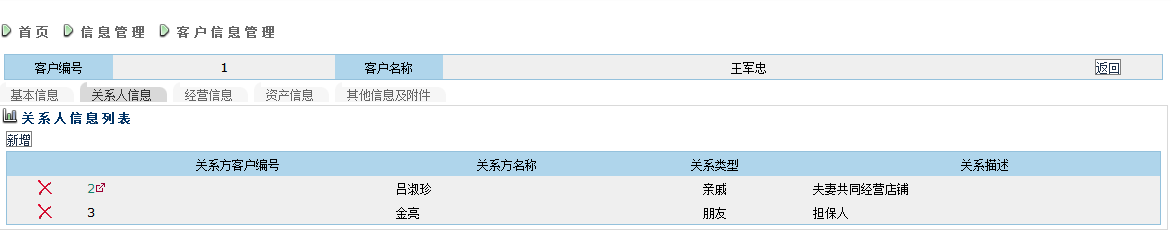 首页 信息管理 客户信息管理
客户编号 1 客户名称 王军忠 返回
基本信息 关系人信息 经营信息 资产信息 其他信息及附件
关系人信息列表
新增
关系方客户编号 关系方名称 关系类型 关系描述
2 吕淑珍 亲戚 夫妻共同经营店铺
3 金亮 朋友 担保人